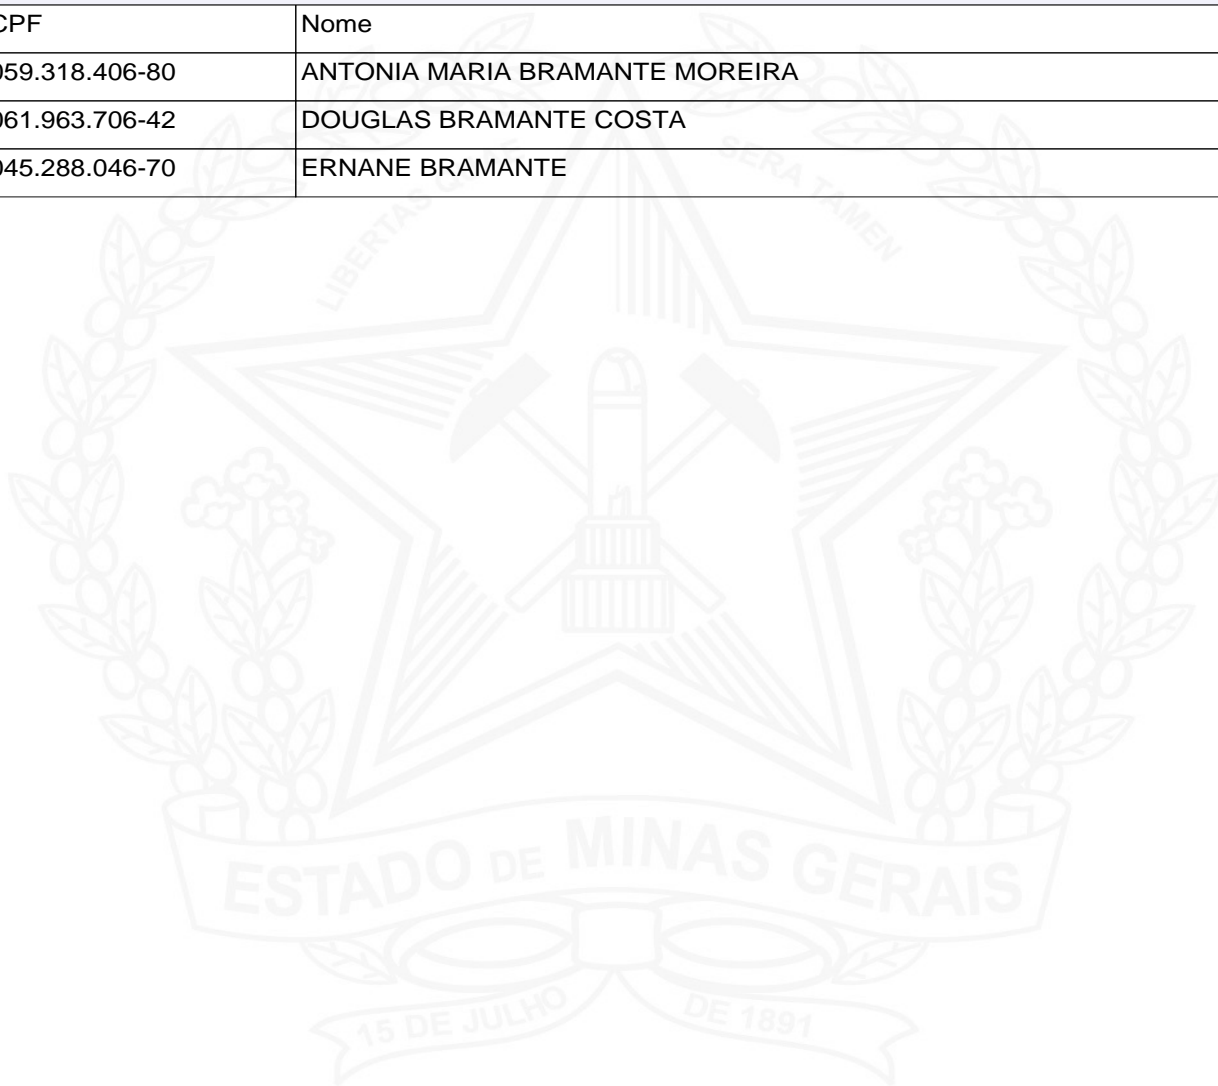 CPF Nome
059.318.406-80 ANTONIA MARIA BRAMANTE MOREIRA
061.963.706-42 DOUGLAS BRAMANTE COSTA
045.288.046-70 ERNANE BRAMANTE
LIBERTAS QUÆ SERA TAMEN
ESTADO DE MINAS GERAIS
15 DE JULHO DE 1891